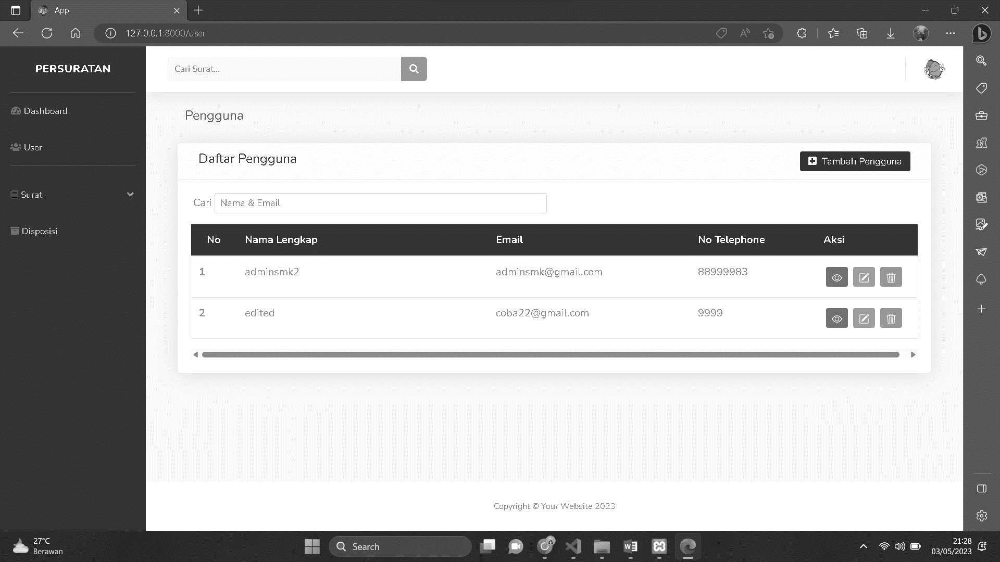 App
127.0.0.1:8000/user
PERSURATAN
Cari Surat...
Dashboard
User
Surat
Disposisi
Pengguna
Daftar Pengguna
Tambah Pengguna
Cari Nama & Email
No Nama Lengkap Email No Telephone Aksi
1 adminsmk2 adminsmk@gmail.com 88999983
2 edited coba22@gmail.com 9999
Copyright © Your Website 2023
27°C
Berawan
Search
21:28
03/05/2023